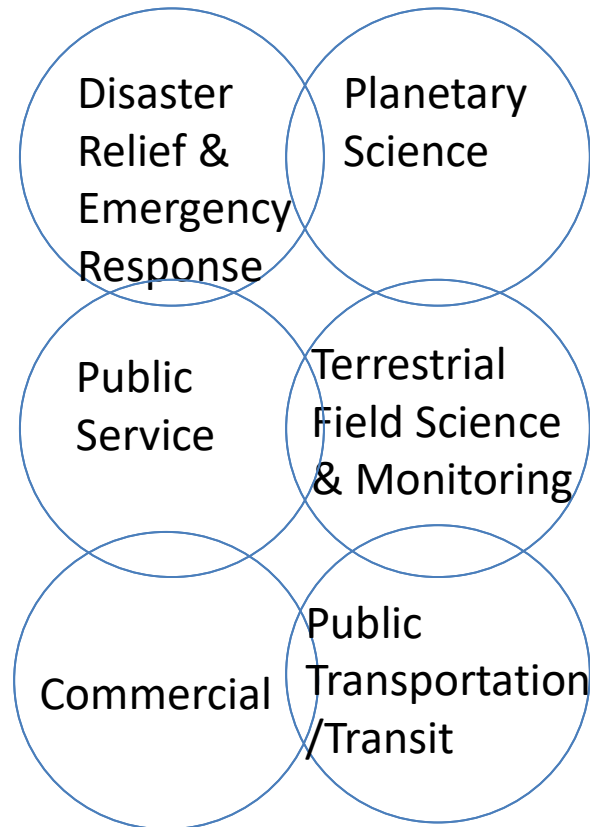 Disaster
Relief &
Emergency
Response
Planetary
Science
Public
Service
Terrestrial
Field Science
& Monitoring
Commercial
Public
Transportation
/Transit